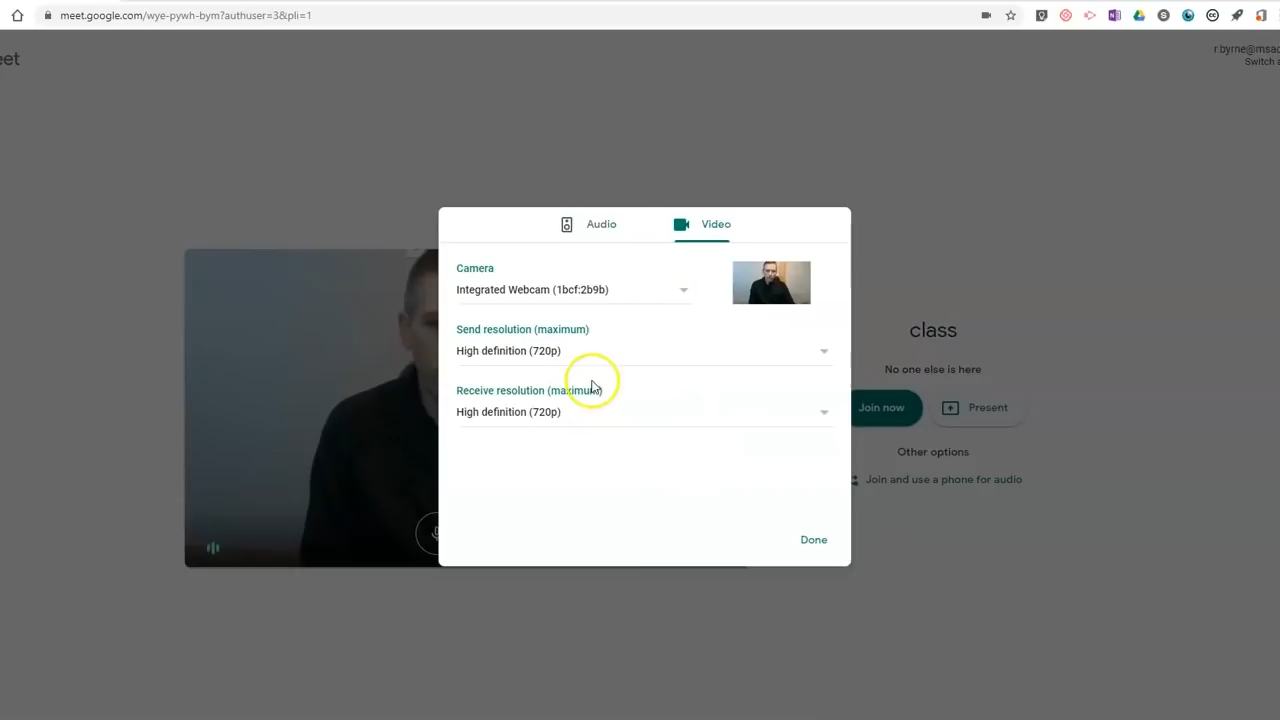 meet.google.com/wye-pywh-bym?authuser=3&pli=1
eet
r.byrne@msac
Switch a
Audio
Video
Camera
Integrated Webcam (1bcf:2b9b)
Send resolution (maximum)
High definition (720p)
Receive resolution (maximum)
High definition (720p)
Done
class
No one else is here
Join now
Present
Other options
Join and use a phone for audio